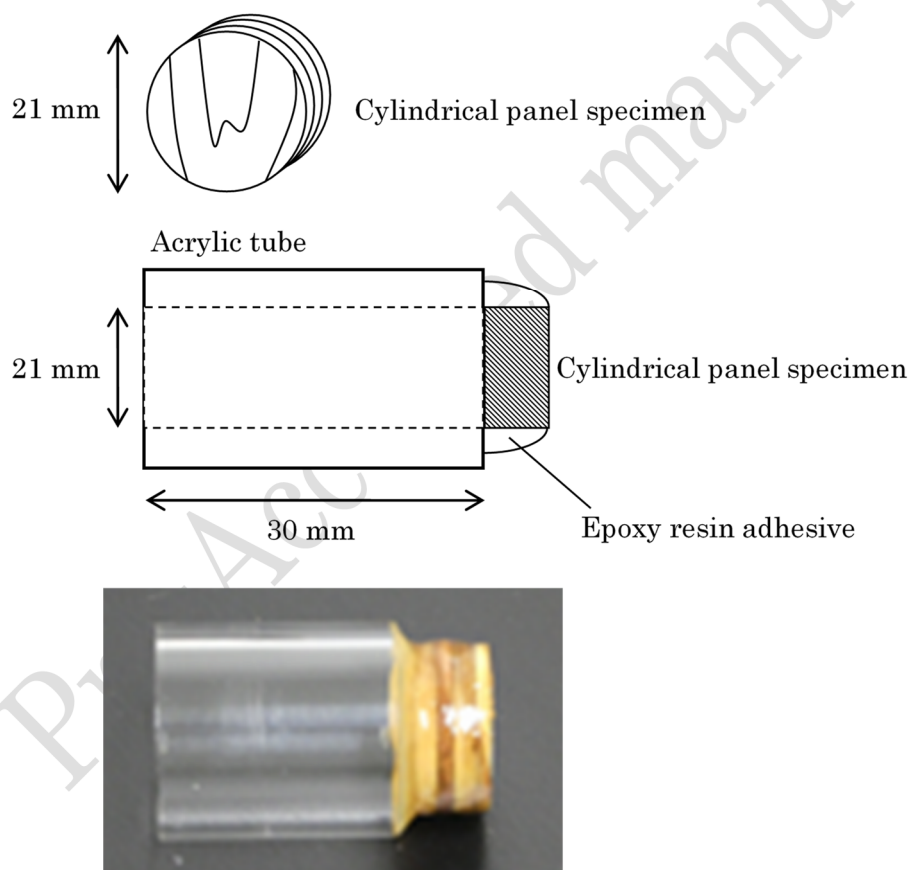 21 mm
Cylindrical panel specimen
Acrylic tube
21 mm
Cylindrical panel specimen
30 mm
Epoxy resin adhesive